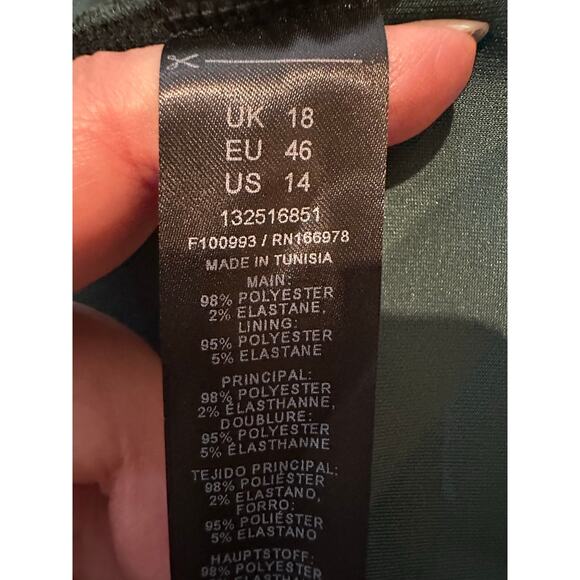 UK 18
EU 46
US 14
132516851
F100993 / RN166978
MADE IN TUNISIA
MAIN:
98% POLYESTER
2% ELASTANE,
LINING:
95% POLYESTER
5% ELASTANE
PRINCIPAL:
98% POLYESTER
2% ÉLASTHANNE,
DOUBLURE:
95% POLYESTER
5% ÉLASTHANNE
TEJIDO PRINCIPAL:
98% POLIÉSTER
2% ELASTANO,
FORRO:
95% POLIÉSTER
5% ELASTANO
HAUPTSTOFF:
98% POLYESTER